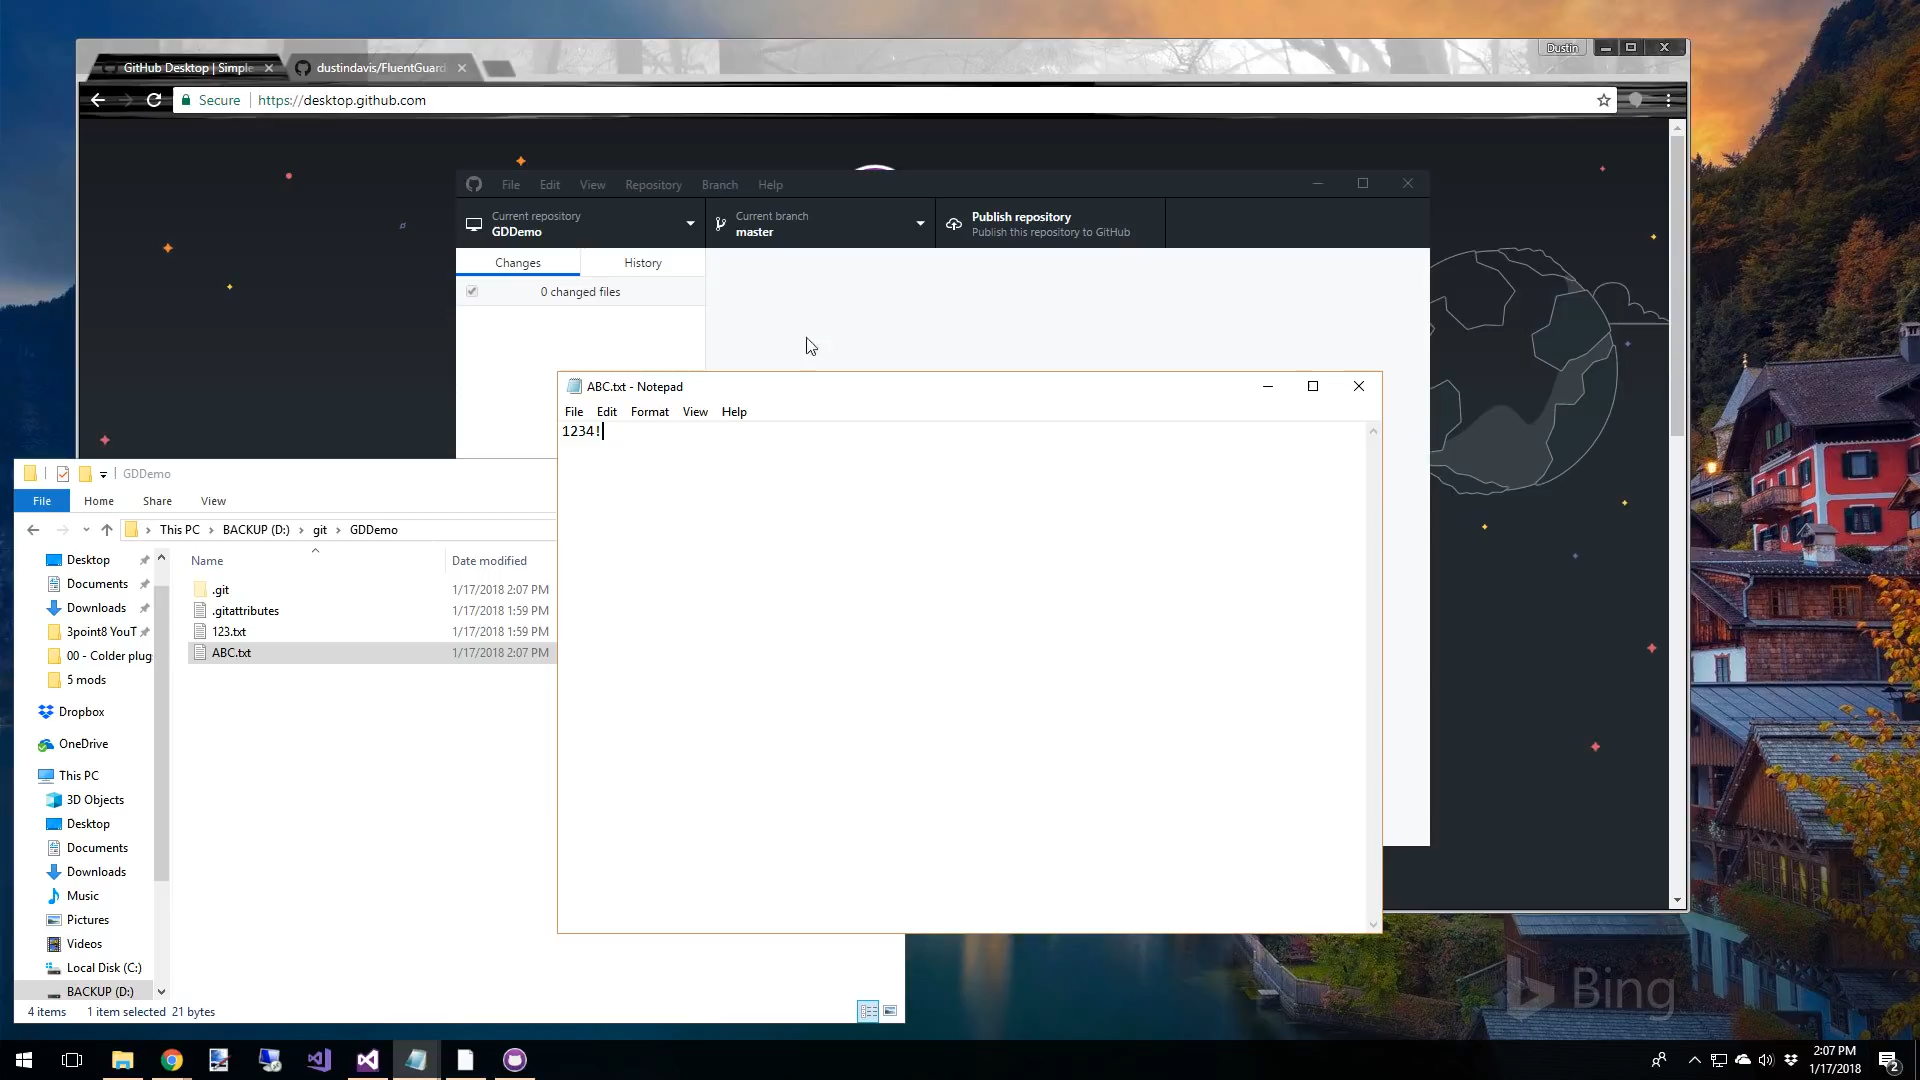 Dustin
GitHub Desktop | Simple
dustindavis/FluentGuard
Secure
https://desktop.github.com
File Edit View Repository Branch Help
Current repository
GDDemo
Current branch
master
Publish repository
Publish this repository to GitHub
Changes
History
0 changed files
ABC.txt - Notepad
File Edit Format View Help
1234!
GDDemo
File Home Share View
This PC
BACKUP (D:)
git
GDDemo
Name
Date modified
.git
1/17/2018 2:07 PM
.gitattributes
1/17/2018 1:59 PM
123.txt
1/17/2018 1:59 PM
ABC.txt
1/17/2018 2:07 PM
Desktop
Documents
Downloads
3point8 YouT
00 - Colder plug
5 mods
Dropbox
OneDrive
This PC
3D Objects
Desktop
Documents
Downloads
Music
Pictures
Videos
Local Disk (C:)
BACKUP (D:)
4 items
1 item selected 21 bytes
Bing
2:07 PM
1/17/2018
2